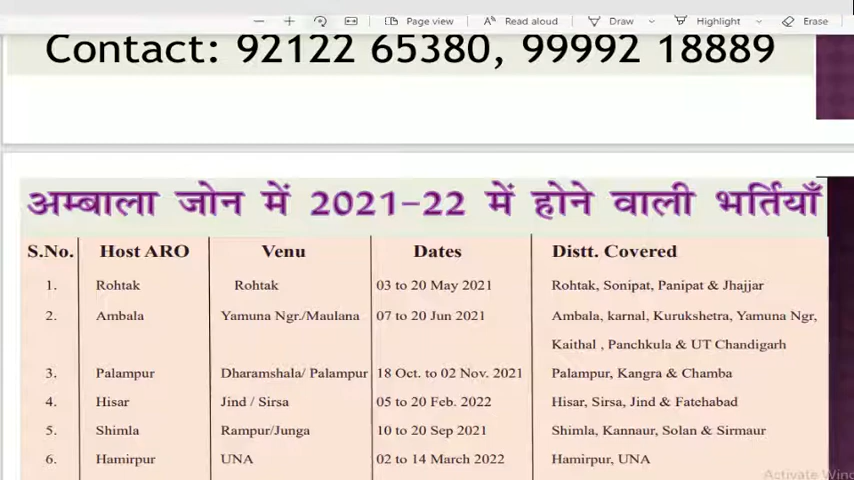 Page view Read aloud Draw Highlight Erase
Contact: 92122 65380, 99992 18889
अम्बाला जोन में 2021-22 में होने वाली भर्तियाँ
S.No. Host ARO Venu Dates Distt. Covered
1. Rohtak Rohtak 03 to 20 May 2021 Rohtak, Sonipat, Panipat & Jhajjar
2. Ambala Yamuna Ngr./Maulana 07 to 20 Jun 2021 Ambala, karnal, Kurukshetra, Yamuna Ngr,
Kaithal , Panchkula & UT Chandigarh
3. Palampur Dharamshala/ Palampur 18 Oct. to 02 Nov. 2021 Palampur, Kangra & Chamba
4. Hisar Jind / Sirsa 05 to 20 Feb. 2022 Hisar, Sirsa, Jind & Fatehabad
5. Shimla Rampur/Junga 10 to 20 Sep 2021 Shimla, Kannaur, Solan & Sirmaur
6. Hamirpur UNA 02 to 14 March 2022 Hamirpur, UNA
Activate Wind